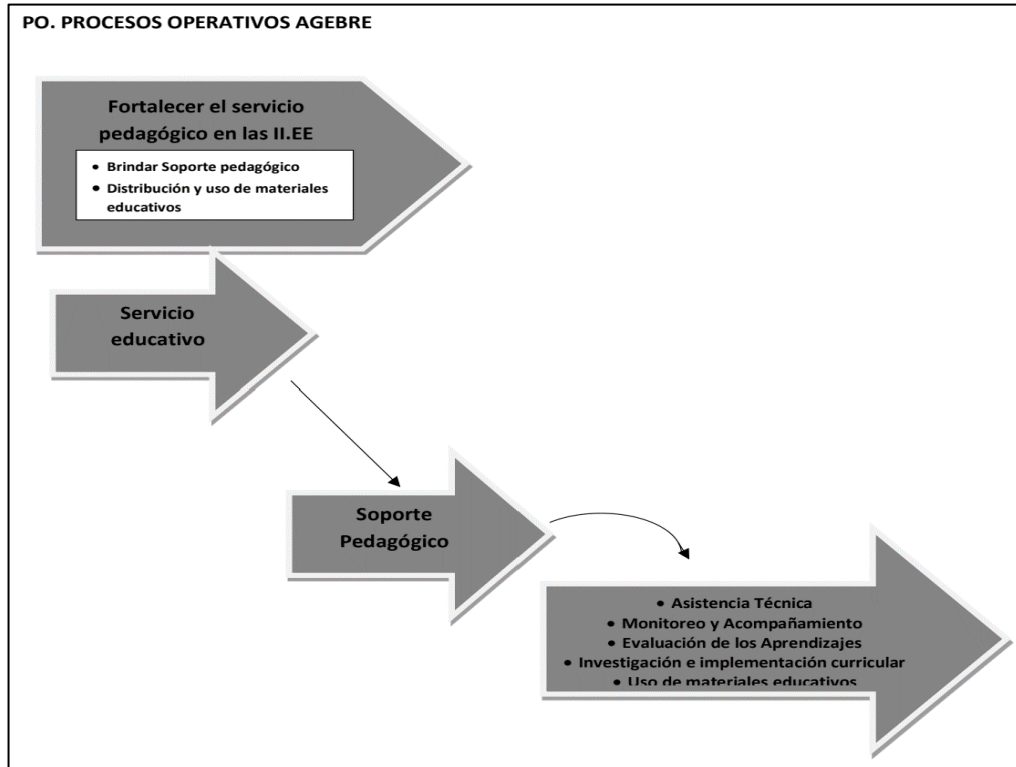 PO. PROCESOS OPERATIVOS AGEBRE
Fortalecer el servicio
pedagógico en las II.EE
• Brindar Soporte pedagógico
• Distribución y uso de materiales
educativos
Servicio
educativo
Soporte
Pedagógico
• Asistencia Técnica
• Monitoreo y Acompañamiento
• Evaluación de los Aprendizajes
• Investigación e implementación curricular
• Uso de materiales educativos